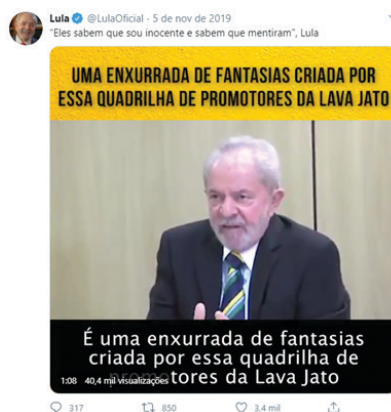 Lula @LulaOficial · 5 de nov de 2019
"Eles sabem que sou inocente e sabem que mentiram", Lula
UMA ENXURRADA DE FANTASIAS CRIADA POR
ESSA QUADRILHA DE PROMOTORES DA LAVA JATO
É uma enxurrada de fantasias
criada por essa quadrilha de
promotores da Lava Jato
1:08 40,4 mil visualizações
317 850 3,4 mil